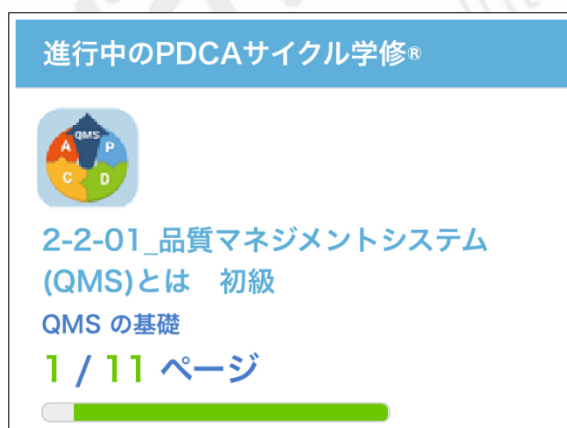 進行中のPDCAサイクル学修®
QMS
A P
C D
2-2-01_品質マネジメントシステム
(QMS)とは 初級
QMS の基礎
1 / 11 ページ